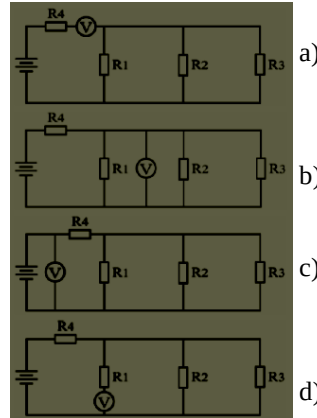 R4
V
R1 R2 R3 a)
R4
R1 V R2 R3 b)
R4
V R1 R2 R3 c)
R4
R1 R2 R3
V d)